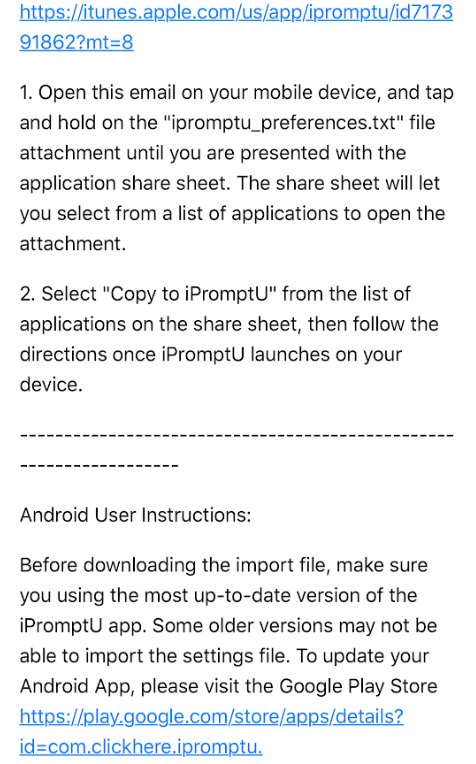 https://itunes.apple.com/us/app/ipromptu/id7173
91862?mt=8
1. Open this email on your mobile device, and tap
and hold on the "ipromptu_preferences.txt" file
attachment until you are presented with the
application share sheet. The share sheet will let
you select from a list of applications to open the
attachment.
2. Select "Copy to iPromptU" from the list of
applications on the share sheet, then follow the
directions once iPromptU launches on your
device.
-------------------------------------------------
------------------
Android User Instructions:
Before downloading the import file, make sure
you using the most up-to-date version of the
iPromptU app. Some older versions may not be
able to import the settings file. To update your
Android App, please visit the Google Play Store
https://play.google.com/store/apps/details?
id=com.clickhere.ipromptu.